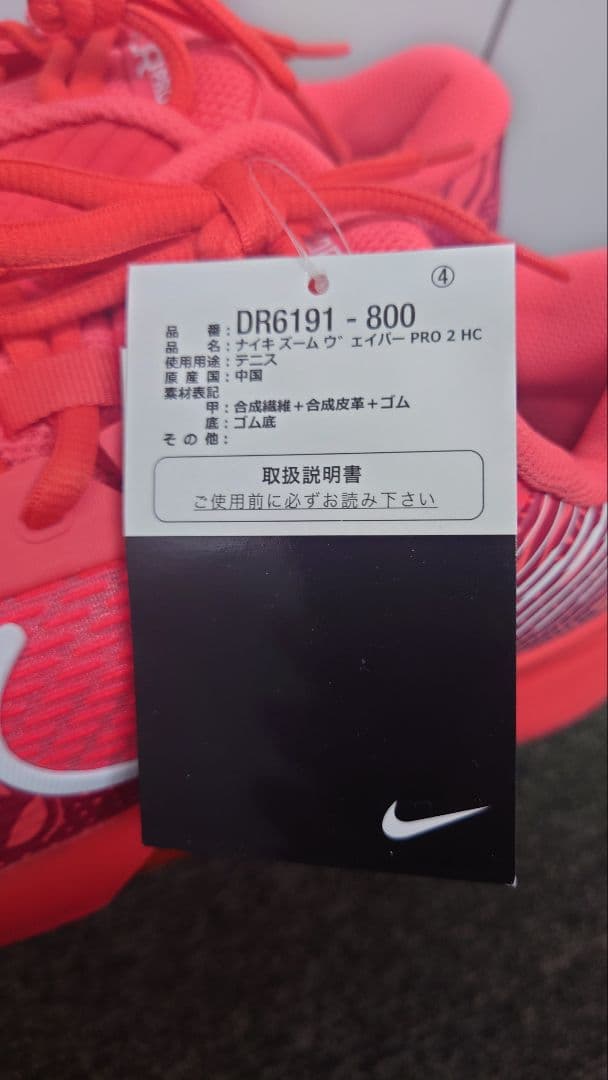 ④
品 番：DR6191 - 800
品 名：ナイキ ズーム ヴェイパー PRO 2 HC
使用用途：テニス
原 産 国：中国
素材表記
甲：合成繊維＋合成皮革＋ゴム
底：ゴム底
そ の 他：
取扱説明書
ご使用前に必ずお読み下さい